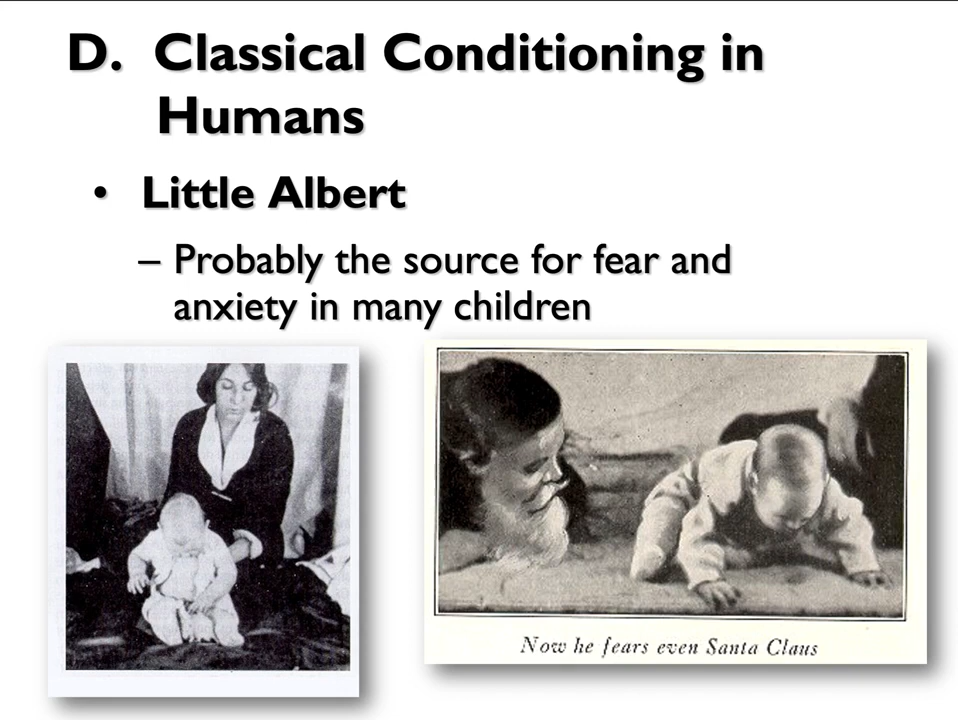 D. Classical Conditioning in
Humans
• Little Albert
– Probably the source for fear and
anxiety in many children
Now he fears even Santa Claus